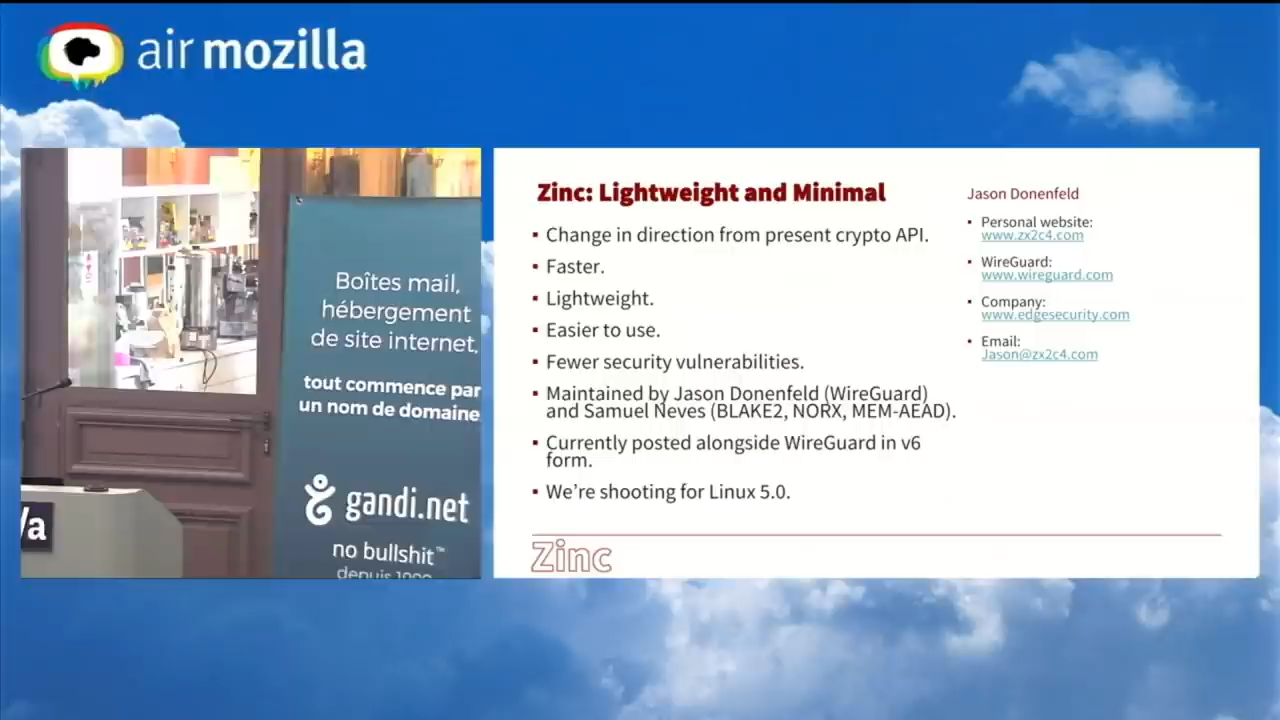 air mozilla
Boîtes mail,
hébergement
de site internet,
tout commence par
un nom de domaine
gandi.net
no bullshit™
/a
Zinc: Lightweight and Minimal
▪ Change in direction from present crypto API.
▪ Faster.
▪ Lightweight.
▪ Easier to use.
▪ Fewer security vulnerabilities.
▪ Maintained by Jason Donenfeld (WireGuard)
and Samuel Neves (BLAKE2, NORX, MEM-AEAD).
▪ Currently posted alongside WireGuard in v6
form.
▪ We’re shooting for Linux 5.0.
Jason Donenfeld
▪ Personal website:
www.zx2c4.com
▪ WireGuard:
www.wireguard.com
▪ Company:
www.edgesecurity.com
▪ Email:
Jason@zx2c4.com
Zinc